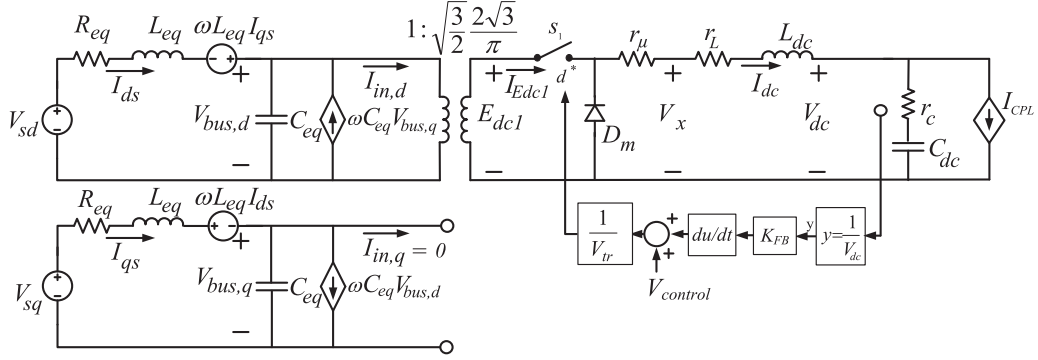 R_eq L_eq ωL_eq I_qs
1:√(3/2) 2√3/π
s_1
r_μ r_L L_dc
+ − I_ds + I_in,d + I_Edc1 d* + I_dc +
V_sd + − V_bus,d C_eq ωC_eq V_bus,q E_dc1 D_m V_x V_dc r_c C_dc I_CPL
− − − −
R_eq L_eq ωL_eq I_ds
− + I_qs + I_in,q = 0
V_sq + − V_bus,q C_eq ωC_eq V_bus,d
−
1/V_tr + + du/dt K_FB y y=1/V_dc
V_control